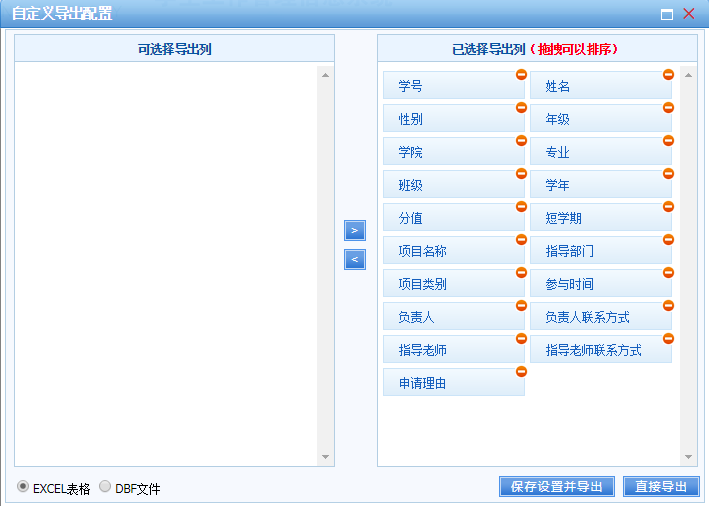 自定义导出配置
可选择导出列
已选择导出列（拖拽可以排序）
学号 姓名
性别 年级
学院 专业
班级 学年
分值 短学期
>
项目名称 指导部门
<
项目类别 参与时间
负责人 负责人联系方式
指导老师 指导老师联系方式
申请理由
EXCEL表格 DBF文件 保存设置并导出 直接导出